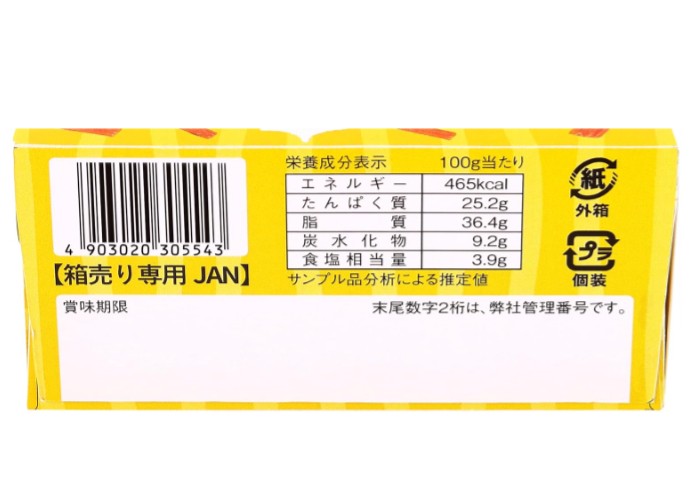 4 903020 305543
【箱売り専用 JAN】
栄養成分表示 100g当たり
エネルギー 465kcal
たんぱく質 25.2g
脂質 36.4g
炭水化物 9.2g
食塩相当量 3.9g
サンプル品分析による推定値
紙
外箱
プラ
個装
賞味期限 末尾数字2桁は、弊社管理番号です。